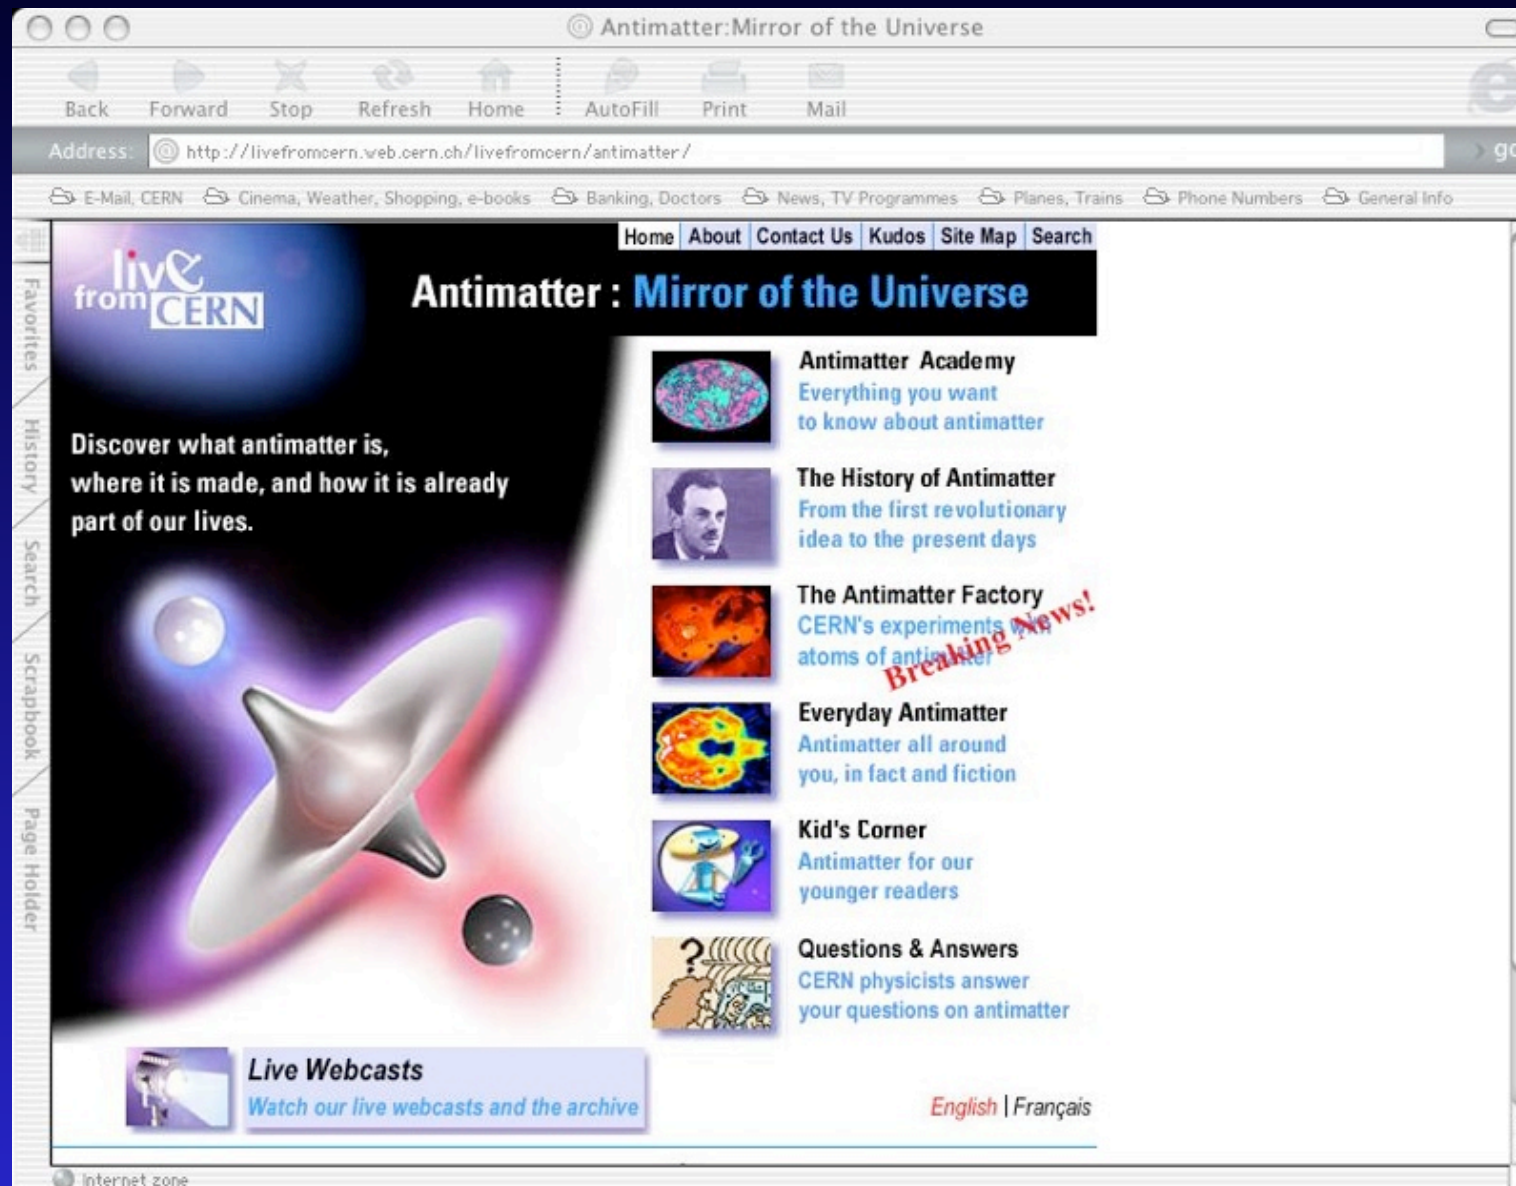 Antimatter:Mirror of the Universe
Back Forward Stop Refresh Home AutoFill Print Mail
Address: http://livefromcern.web.cern.ch/livefromcern/antimatter/ go
E-Mail, CERN Cinema, Weather, Shopping, e-books Banking, Doctors News, TV Programmes Planes, Trains Phone Numbers General Info
Favorites
History
Search
Scrapbook
Page Holder
Home About Contact Us Kudos Site Map Search
live
from CERN
Antimatter : Mirror of the Universe
Discover what antimatter is,
where it is made, and how it is already
part of our lives.
Antimatter Academy
Everything you want
to know about antimatter
The History of Antimatter
From the first revolutionary
idea to the present days
The Antimatter Factory
CERN's experiments with
atoms of antimatter
Breaking News!
Everyday Antimatter
Antimatter all around
you, in fact and fiction
Kid's Corner
Antimatter for our
younger readers
?
Questions & Answers
CERN physicists answer
your questions on antimatter
Live Webcasts
Watch our live webcasts and the archive
English | Français
Internet zone